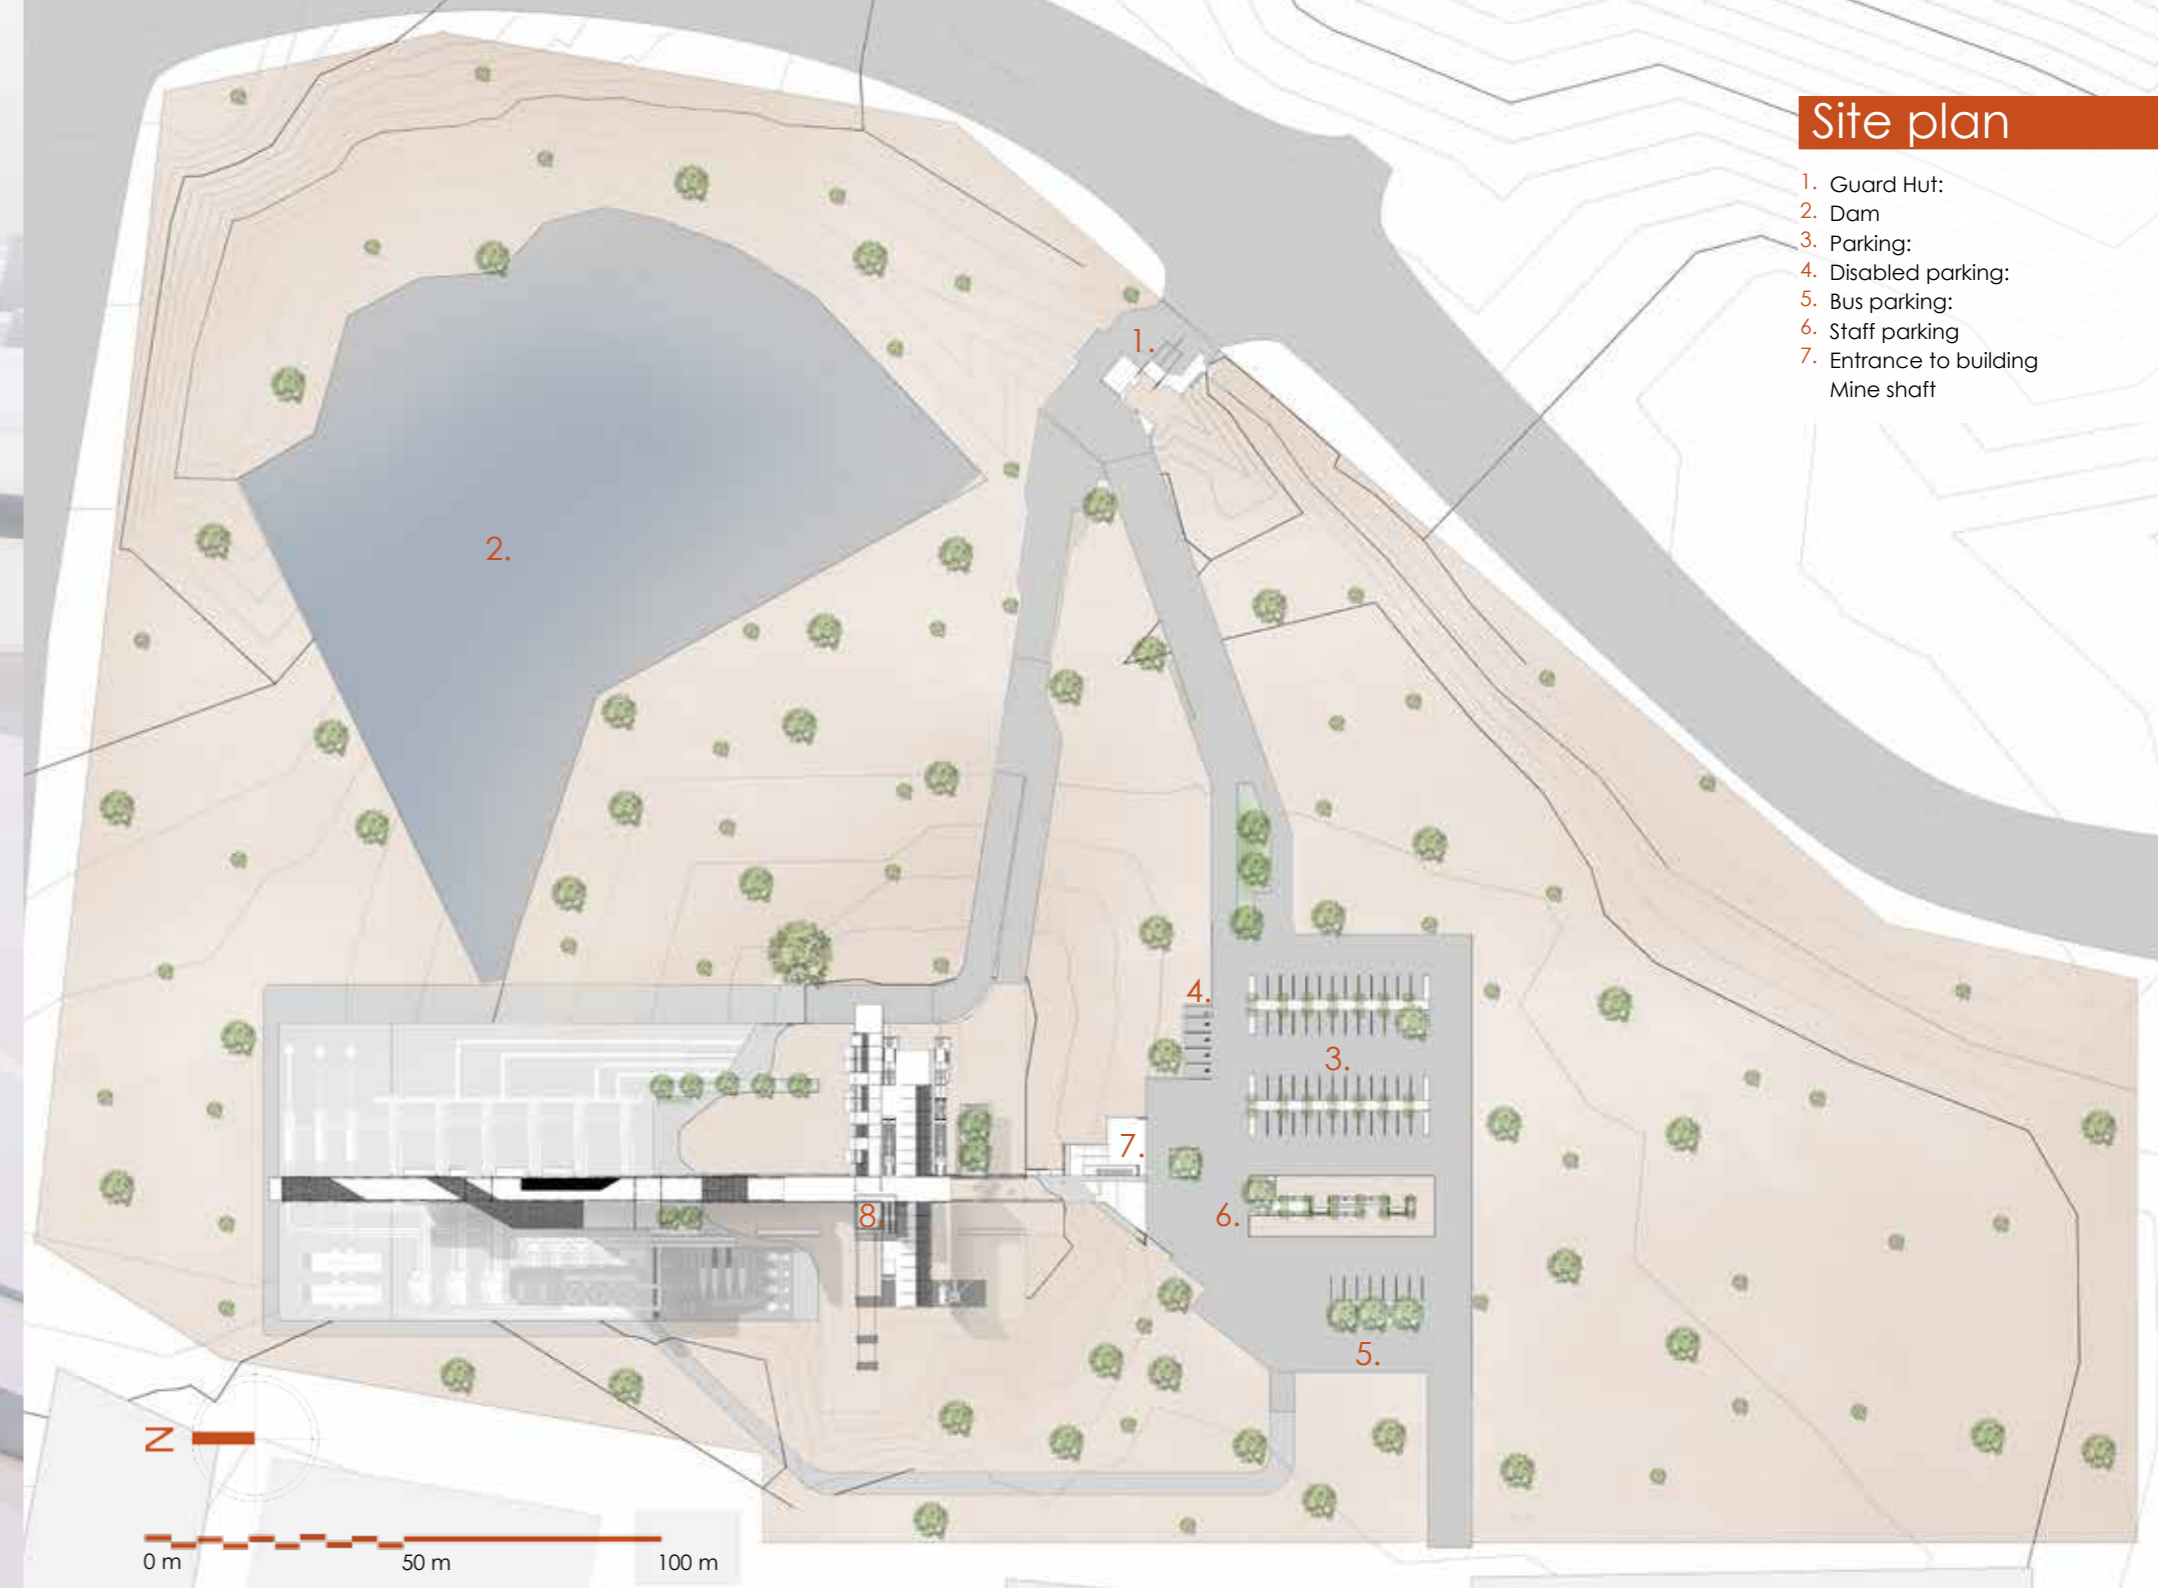 Site plan
1. Guard Hut:
2. Dam
3. Parking:
4. Disabled parking:
5. Bus parking:
6. Staff parking
7. Entrance to building
Mine shaft
1.
2.
4.
3.
7.
6.
8.
5.
N
0 m 50 m 100 m